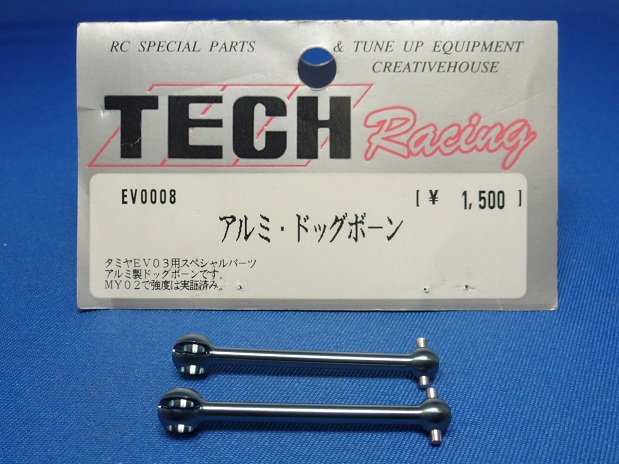 RC SPECIAL PARTS & TUNE UP EQUIPMENT
CREATIVEHOUSE
TECH Racing
EV0008 [ ¥ 1,500 ]
アルミ・ドッグボーン
タミヤEV03用スペシャルパーツ
アルミ製ドッグボーンです。
MY02で強度は実証済み。